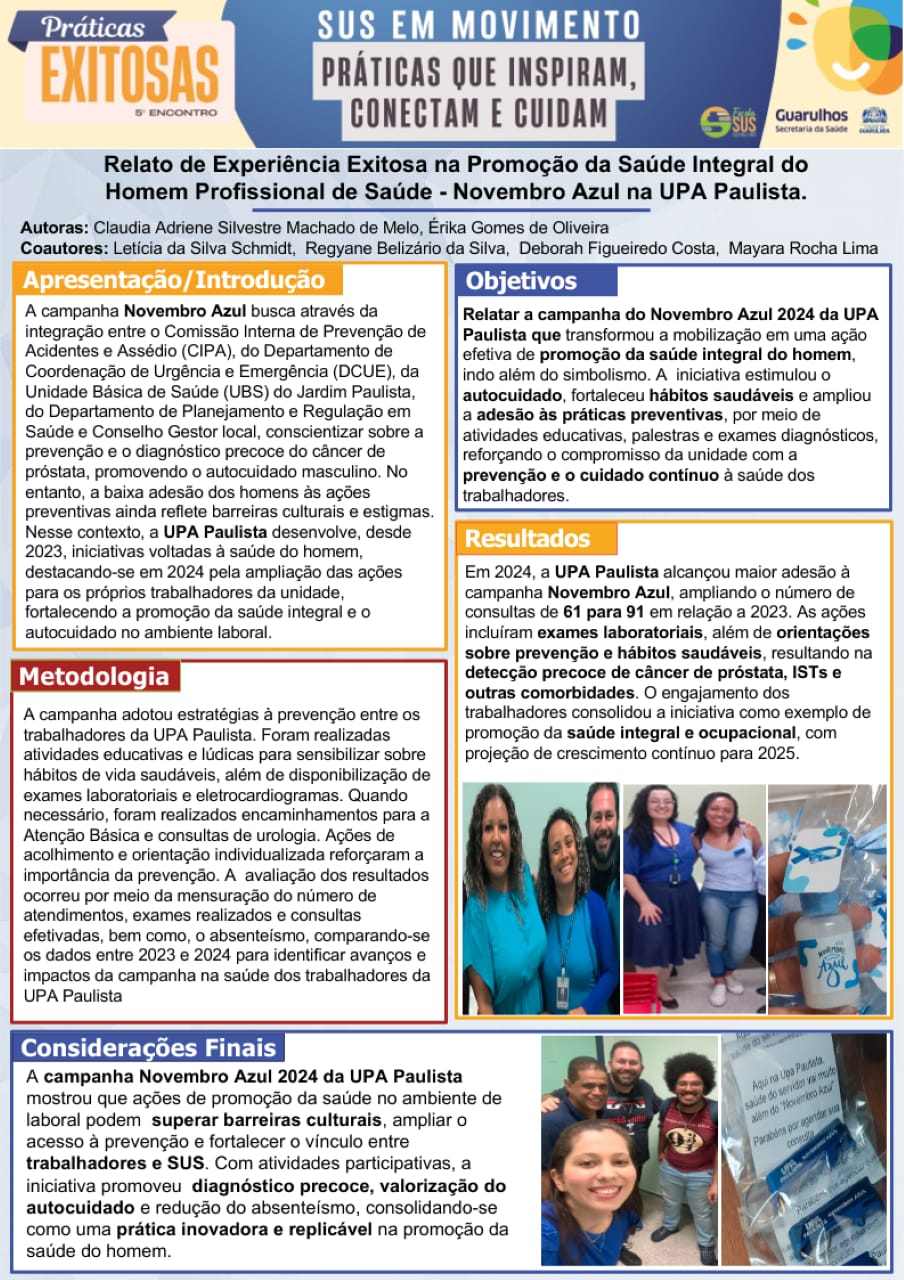 Práticas
EXITOSAS
5º ENCONTRO
SUS EM MOVIMENTO
PRÁTICAS QUE INSPIRAM,
CONECTAM E CUIDAM
Escola
SUS
Guarulhos
Secretaria da Saúde
GUARULHOS
Relato de Experiência Exitosa na Promoção da Saúde Integral do
Homem Profissional de Saúde - Novembro Azul na UPA Paulista.
Autoras: Claudia Adriene Silvestre Machado de Melo, Érika Gomes de Oliveira
Coautores: Letícia da Silva Schmidt, Regyane Belizário da Silva, Deborah Figueiredo Costa, Mayara Rocha Lima
Apresentação/Introdução
A campanha Novembro Azul busca através da
integração entre o Comissão Interna de Prevenção de
Acidentes e Assédio (CIPA), do Departamento de
Coordenação de Urgência e Emergência (DCUE), da
Unidade Básica de Saúde (UBS) do Jardim Paulista,
do Departamento de Planejamento e Regulação em
Saúde e Conselho Gestor local, conscientizar sobre a
prevenção e o diagnóstico precoce do câncer de
próstata, promovendo o autocuidado masculino. No
entanto, a baixa adesão dos homens às ações
preventivas ainda reflete barreiras culturais e estigmas.
Nesse contexto, a UPA Paulista desenvolve, desde
2023, iniciativas voltadas à saúde do homem,
destacando-se em 2024 pela ampliação das ações
para os próprios trabalhadores da unidade,
fortalecendo a promoção da saúde integral e o
autocuidado no ambiente laboral.
Metodologia
A campanha adotou estratégias à prevenção entre os
trabalhadores da UPA Paulista. Foram realizadas
atividades educativas e lúdicas para sensibilizar sobre
hábitos de vida saudáveis, além de disponibilização de
exames laboratoriais e eletrocardiogramas. Quando
necessário, foram realizados encaminhamentos para a
Atenção Básica e consultas de urologia. Ações de
acolhimento e orientação individualizada reforçaram a
importância da prevenção. A avaliação dos resultados
ocorreu por meio da mensuração do número de
atendimentos, exames realizados e consultas
efetivadas, bem como, o absenteísmo, comparando-se
os dados entre 2023 e 2024 para identificar avanços e
impactos da campanha na saúde dos trabalhadores da
UPA Paulista
Objetivos
Relatar a campanha do Novembro Azul 2024 da UPA
Paulista que transformou a mobilização em uma ação
efetiva de promoção da saúde integral do homem,
indo além do simbolismo. A iniciativa estimulou o
autocuidado, fortaleceu hábitos saudáveis e ampliou
a adesão às práticas preventivas, por meio de
atividades educativas, palestras e exames diagnósticos,
reforçando o compromisso da unidade com a
prevenção e o cuidado contínuo à saúde dos
trabalhadores.
Resultados
Em 2024, a UPA Paulista alcançou maior adesão à
campanha Novembro Azul, ampliando o número de
consultas de 61 para 91 em relação a 2023. As ações
incluíram exames laboratoriais, além de orientações
sobre prevenção e hábitos saudáveis, resultando na
detecção precoce de câncer de próstata, ISTs e
outras comorbidades. O engajamento dos
trabalhadores consolidou a iniciativa como exemplo de
promoção da saúde integral e ocupacional, com
projeção de crescimento contínuo para 2025.
Considerações Finais
A campanha Novembro Azul 2024 da UPA Paulista
mostrou que ações de promoção da saúde no ambiente de
laboral podem superar barreiras culturais, ampliar o
acesso à prevenção e fortalecer o vínculo entre
trabalhadores e SUS. Com atividades participativas, a
iniciativa promoveu diagnóstico precoce, valorização do
autocuidado e redução do absenteísmo, consolidando-se
como uma prática inovadora e replicável na promoção da
saúde do homem.
Aqui na Upa Paulista,
saúde do servidor vai muito
além do "Novembro Azul"
Parabéns por agendar sua
consulta
UPA
NOVEMBRO AZUL
UPA